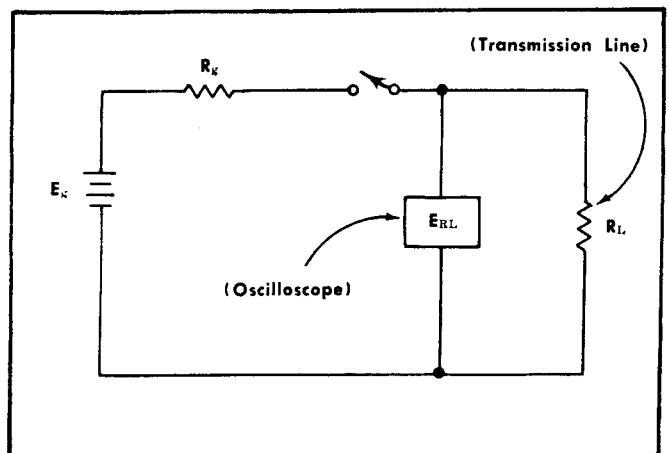 (Transmission Line)
Rg
Eg
ERL
RL
(Oscilloscope)